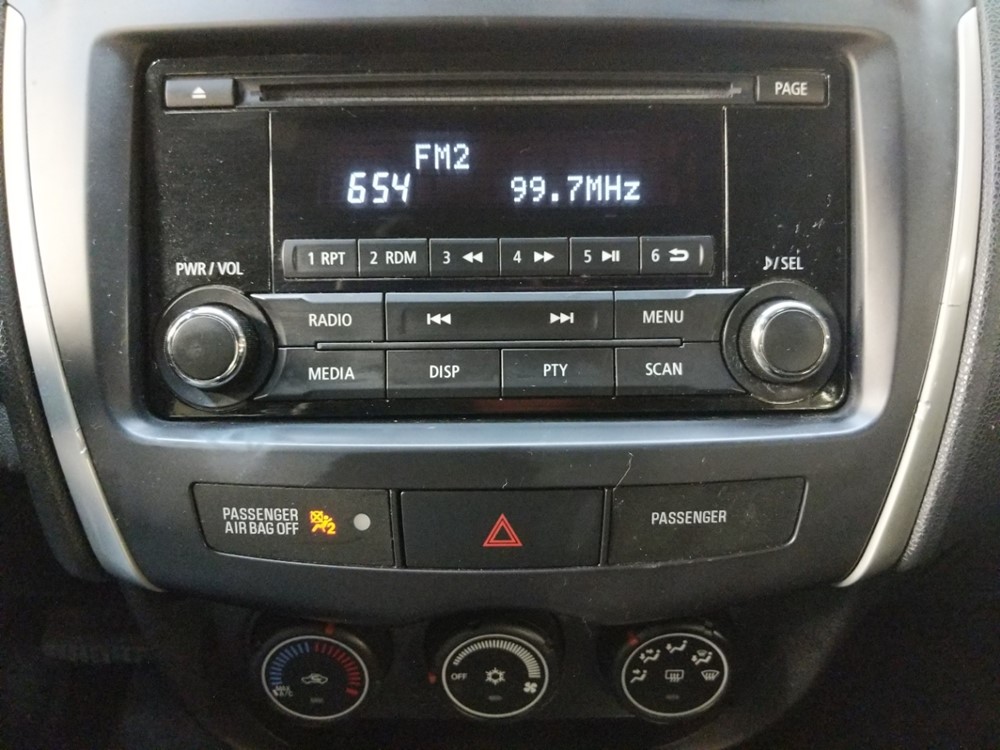 PAGE
FM2
654 99.7MHz
1 RPT 2 RDM 3 4 5 6
PWR / VOL
♪/SEL
RADIO
MENU
MEDIA DISP PTY SCAN
PASSENGER
AIR BAG OFF
2
PASSENGER
OFF